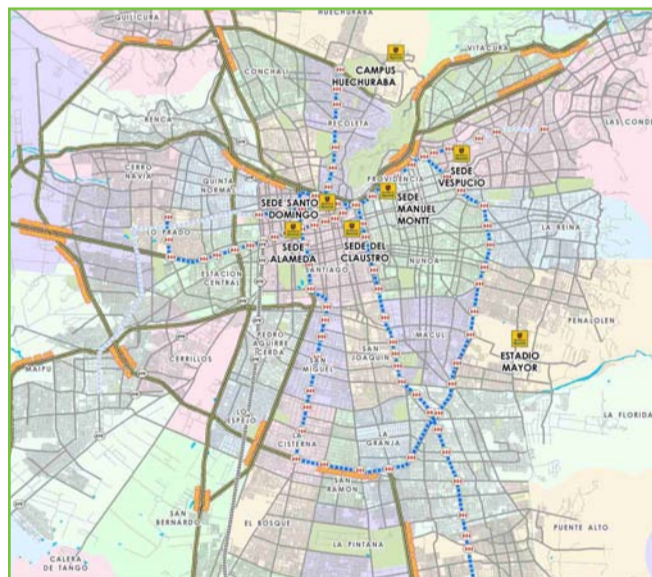 QUILICURA
HUECHURABA
VITACURA
CONCHALI
CAMPUS
HUECHURABA
RECOLETA
RENCA
LAS CONDE
CERRO
NAVIA
QUINTA
NORMAL
PROVIDENCIA
SEDE
VESPUCIO
SEDE SANTO
DOMINGO
SEDE
MANUEL
MONTT
LO PRADO
SEDE
ALAMEDA
SEDE DEL
CLAUSTRO
LA REINA
ESTACION
CENTRAL
SANTIAGO
ÑUÑOA
PEÑALOLEN
PEDRO
AGUIRRE
CERDA
MACUL
ESTADIO
MAYOR
MAIPU
CERRILLOS
SAN
MIGUEL
SAN
JOAQUIN
LO
ESPEJO
LA FLORIDA
LA
CISTERNA
LA
GRANJA
SAN
RAMON
SAN
BERNARDO
EL BOSQUE
PUENTE ALTO
LA PINTANA
CALERA
DE TANGO